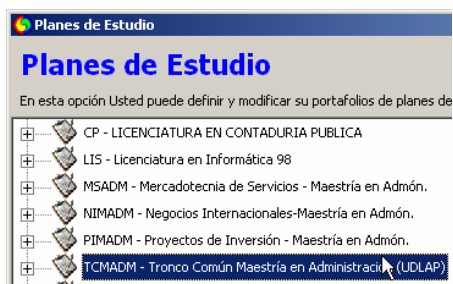 Planes de Estudio
Planes de Estudio
En esta opción Usted puede definir y modificar su portafolios de planes de
CP - LICENCIATURA EN CONTADURIA PUBLICA
LIS - Licenciatura en Informática 98
MSADM - Mercadotecnia de Servicios - Maestría en Admón.
NIMADM - Negocios Internacionales-Maestría en Admón.
PIMADM - Proyectos de Inversión - Maestría en Admón.
TCMADM - Tronco Común Maestría en Administración (UDLAP)